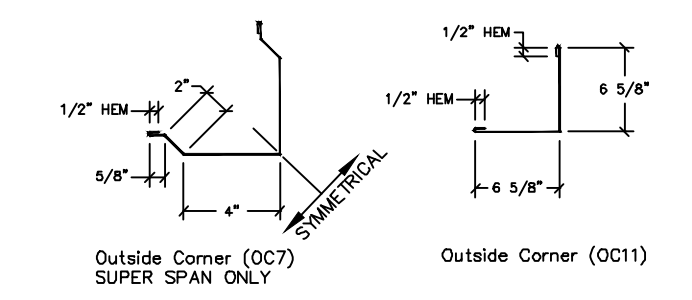 1/2" HEM
2"
6 5/8"
1/2" HEM
1/2" HEM
5/8"
4"
SYMMETRICAL
6 5/8"
Outside Corner (OC7)
SUPER SPAN ONLY
Outside Corner (OC11)